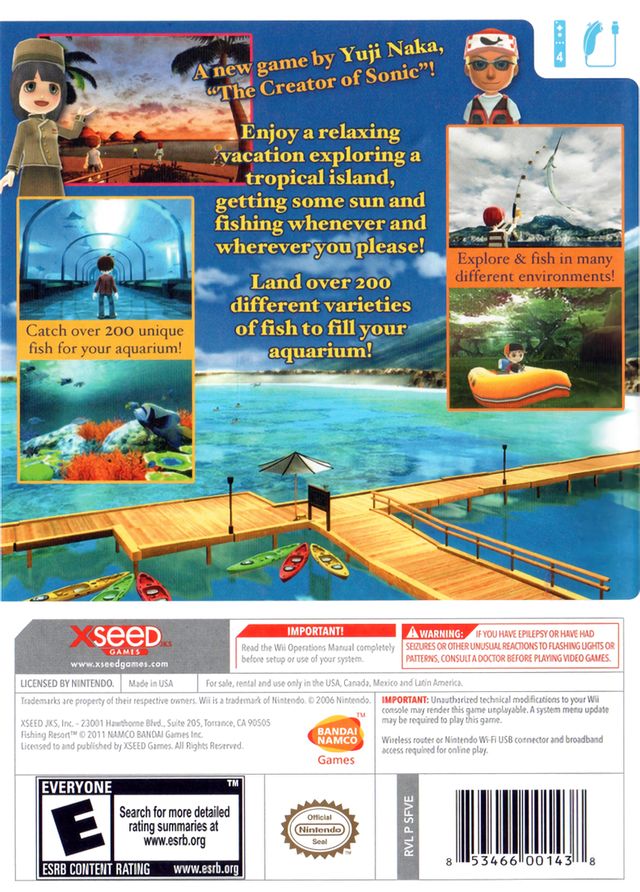 A new game by Yuji Naka,
"The Creator of Sonic"!
4
Enjoy a relaxing
vacation exploring a
tropical island,
getting some sun and
fishing whenever and
wherever you please!
Land over 200
different varieties
of fish to fill your
aquarium!
Catch over 200 unique
fish for your aquarium!
Explore & fish in many
different environments!
XSEED JKS
GAMES
www.xseedgames.com
IMPORTANT!
Read the Wii Operations Manual completely
before setup or use of your system.
WARNING: IF YOU HAVE EPILEPSY OR HAVE HAD
SEIZURES OR OTHER UNUSUAL REACTIONS TO FLASHING LIGHTS OR
PATTERNS, CONSULT A DOCTOR BEFORE PLAYING VIDEO GAMES.
LICENSED BY NINTENDO.
Made in USA
For sale, rental and use only in the USA, Canada, Mexico and Latin America.
Trademarks are property of their respective owners. Wii is a trademark of Nintendo. © 2006 Nintendo.
XSEED JKS, Inc. - 23001 Hawthorne Blvd., Suite 205, Torrance, CA 90505
Fishing Resort™ © 2011 NAMCO BANDAI Games Inc.
Licensed to and published by XSEED Games. All Rights Reserved.
BANDAI
NAMCO
TM
Games
IMPORTANT: Unauthorized technical modifications to your Wii
console may render this game unplayable. A system menu update
may be required to play this game.
Wireless router or Nintendo Wi-Fi USB connector and broadband
access required for online play.
EVERYONE TM
E
Search for more detailed
rating summaries at
www.esrb.org
ESRB CONTENT RATING www.esrb.org
Official
Nintendo
Seal
RVL P SFVE
8 53466 00143 8